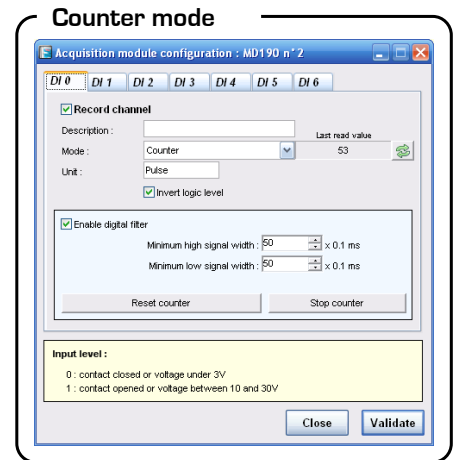 Counter mode
Acquisition module configuration : MD190 n°2
DI 0 DI 1 DI 2 DI 3 DI 4 DI 5 DI 6
Record channel
Description :
Last read value
Mode : Counter 53
Unit : Pulse
Invert logic level
Enable digital filter
Minimum high signal width : 50 x 0.1 ms
Minimum low signal width : 50 x 0.1 ms
Reset counter Stop counter
Input level :
0 : contact closed or voltage under 3V
1 : contact opened or voltage between 10 and 30V
Close Validate